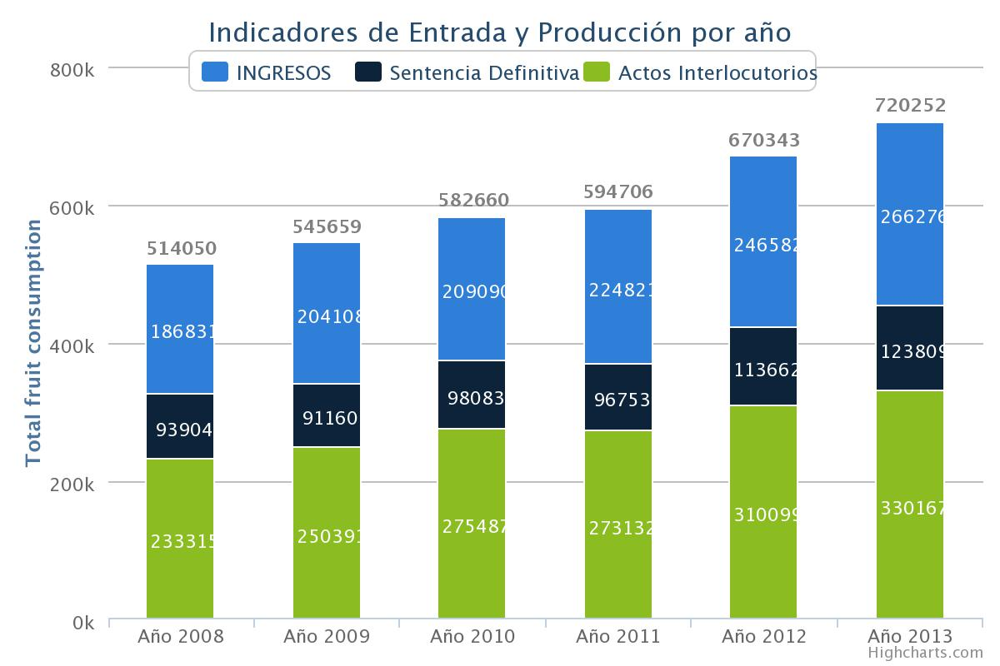 Indicadores de Entrada y Producción por año
INGRESOS Sentencia Definitiva Actos Interlocutorios
Total fruit consumption
800k
600k
400k
200k
0k
514050
186831
93904
233315
545659
204108
91160
250391
582660
209090
98083
275487
594706
224821
96753
273132
670343
246582
113662
310099
720252
266276
123809
330167
Año 2008
Año 2009
Año 2010
Año 2011
Año 2012
Año 2013
Highcharts.com